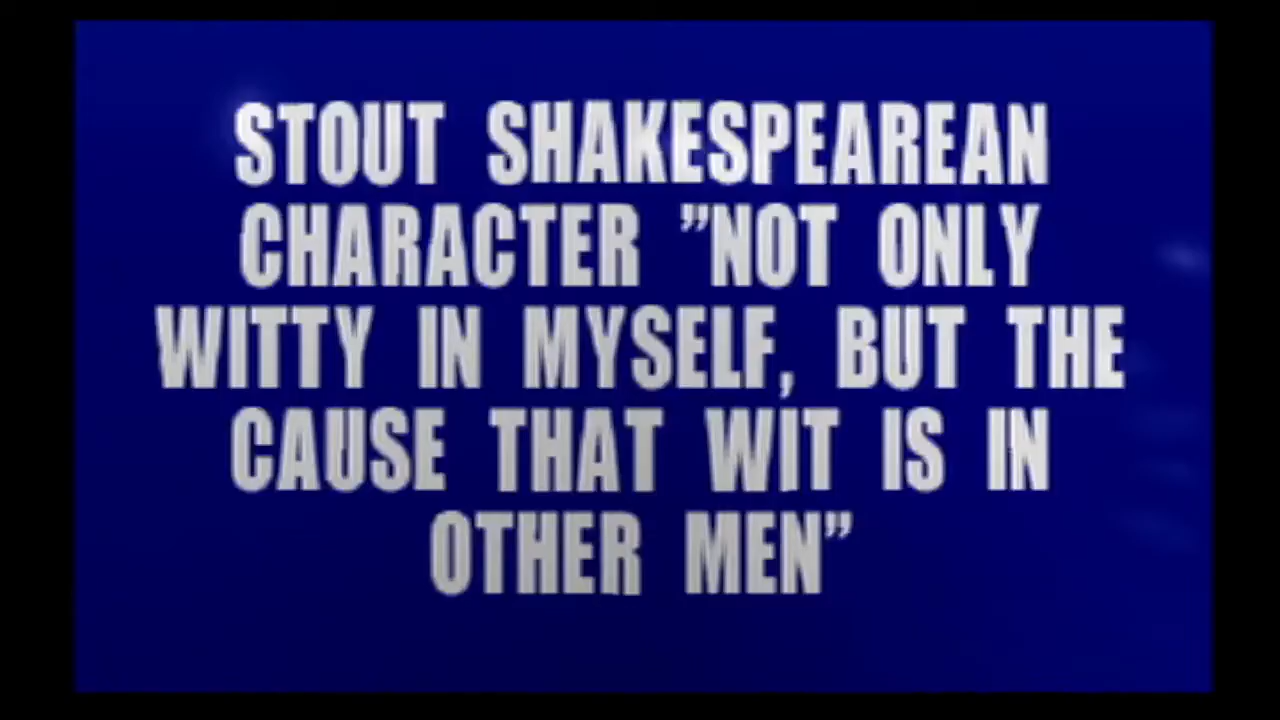 STOUT SHAKESPEAREAN
CHARACTER ”NOT ONLY
WITTY IN MYSELF, BUT THE
CAUSE THAT WIT IS IN
OTHER MEN”